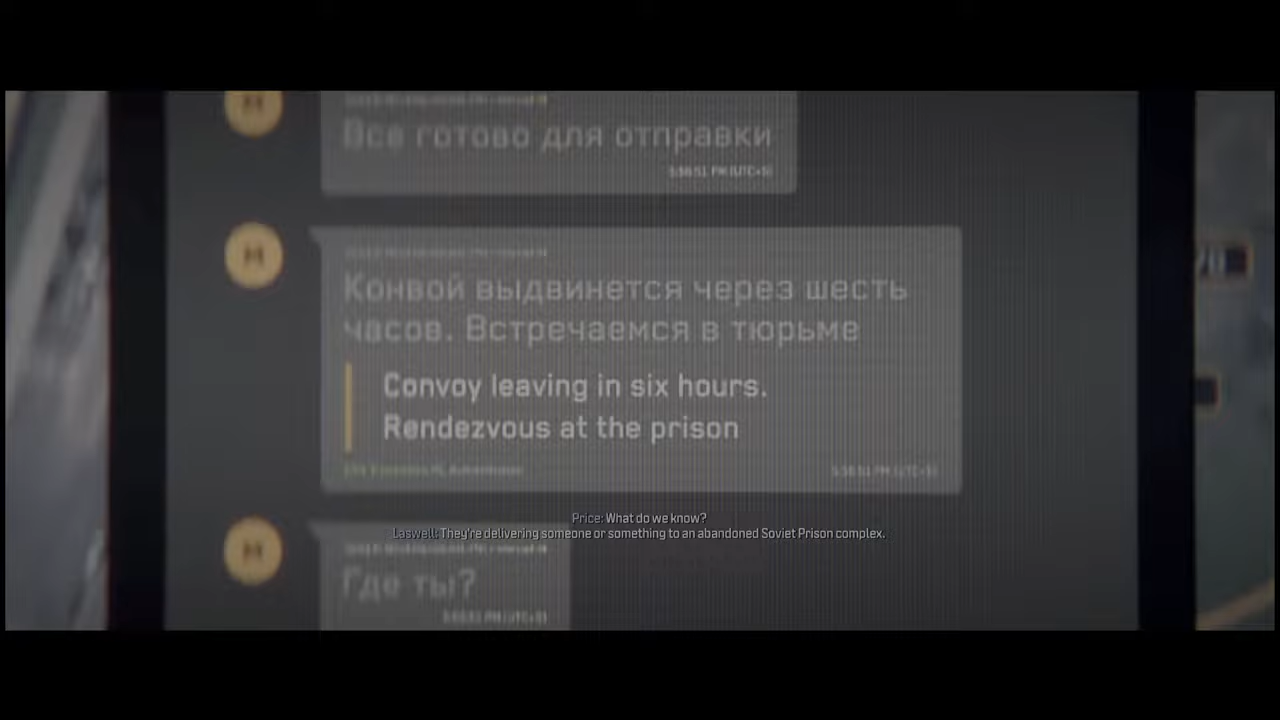 Все готово для отправки
Конвой выдвинется через шесть
часов. Встречаемся в тюрьме
Convoy leaving in six hours.
Rendezvous at the prison
Price: What do we know?
Laswell: They're delivering someone or something to an abandoned Soviet Prison complex.
Где ты?